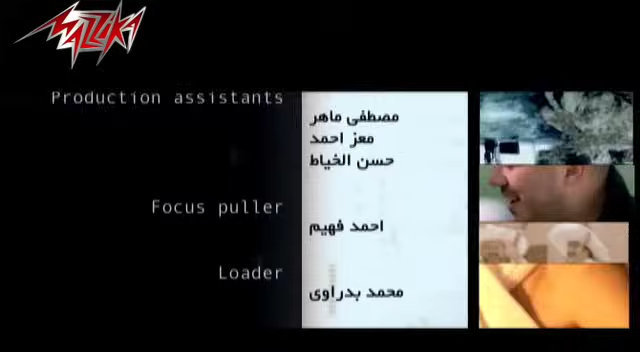 MAZZIKA
Production assistants
مصطفى ماهر
معز احمد
حسن الخياط
Focus puller
احمد فهيم
Loader
محمد بدراوى